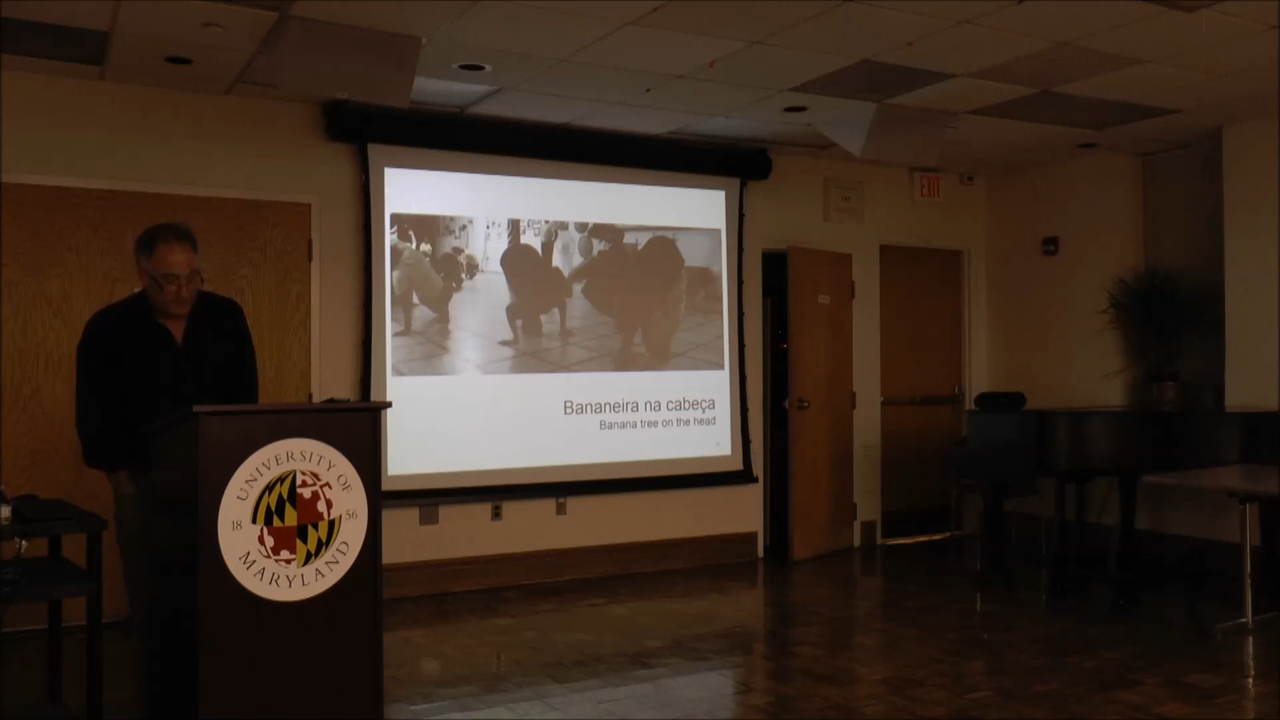 UNIVERSITY OF
18 56
MARYLAND
Bananeira na cabeça
Banana tree on the head
EXIT